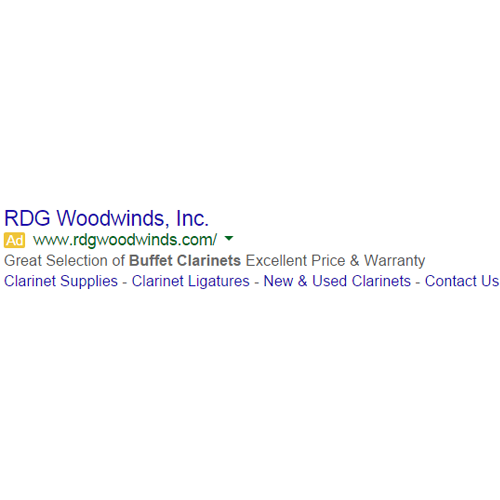 RDG Woodwinds, Inc.
Ad www.rdgwoodwinds.com/
Great Selection of Buffet Clarinets Excellent Price & Warranty
Clarinet Supplies - Clarinet Ligatures - New & Used Clarinets - Contact Us